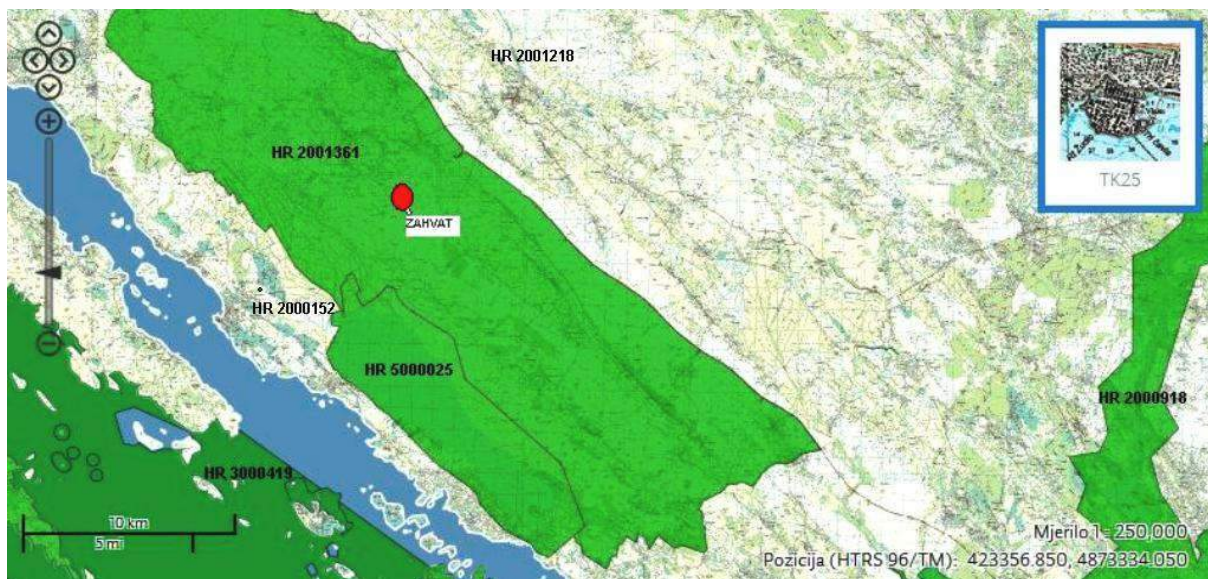 HR 2001218
HR 2001361
ZAHVAT
TK25
HR 2000152
HR 5000025
HR 2000918
HR 3000419
10 km
5 mi
Mjerilo 1 : 250,000
Pozicija (HTRS 96/TM): 423356.850, 4873334.050